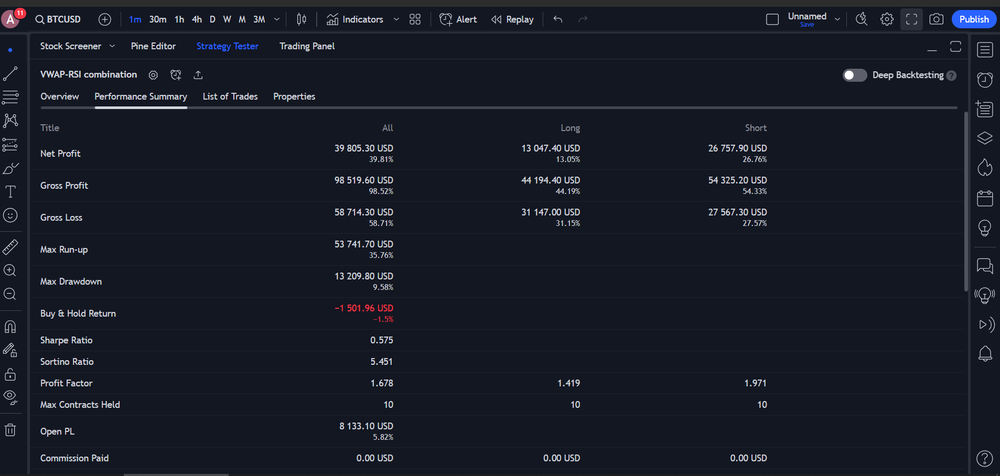 A 11 BTCUSD 1m 30m 1h 4h D W M 3M Indicators Alert Replay Unnamed Publish
Save
Stock Screener Pine Editor Strategy Tester Trading Panel
VWAP-RSI combination Deep Backtesting ?
Overview Performance Summary List of Trades Properties
Title All Long Short
Net Profit 39 805.30 USD 13 047.40 USD 26 757.90 USD
39.81% 13.05% 26.76%
Gross Profit 98 519.60 USD 44 194.40 USD 54 325.20 USD
98.52% 44.19% 54.33%
Gross Loss 58 714.30 USD 31 147.00 USD 27 567.30 USD
58.71% 31.15% 27.57%
Max Run-up 53 741.70 USD
35.76%
Max Drawdown 13 209.80 USD
9.58%
Buy & Hold Return −1 501.96 USD
−1.5%
Sharpe Ratio 0.575
Sortino Ratio 5.451
Profit Factor 1.678 1.419 1.971
Max Contracts Held 10 10 10
Open PL 8 133.10 USD
5.82%
Commission Paid 0.00 USD 0.00 USD 0.00 USD